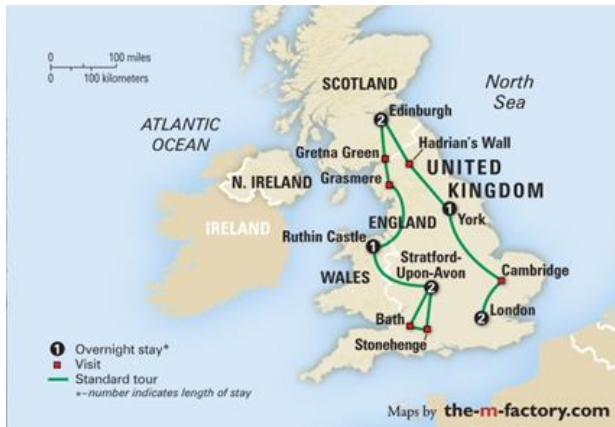 0 100 miles
0 100 kilometers
SCOTLAND
North
Sea
2
Edinburgh
ATLANTIC
OCEAN
Hadrian's Wall
Gretna Green
UNITED
KINGDOM
Grasmere
N. IRELAND
1
York
IRELAND
ENGLAND
Ruthin Castle
1
Stratford-
Upon-Avon
2
Cambridge
WALES
London
2
Bath
Stonehenge
1 Overnight stay*
Visit
Standard tour
*–number indicates length of stay
Maps by the-m-factory.com